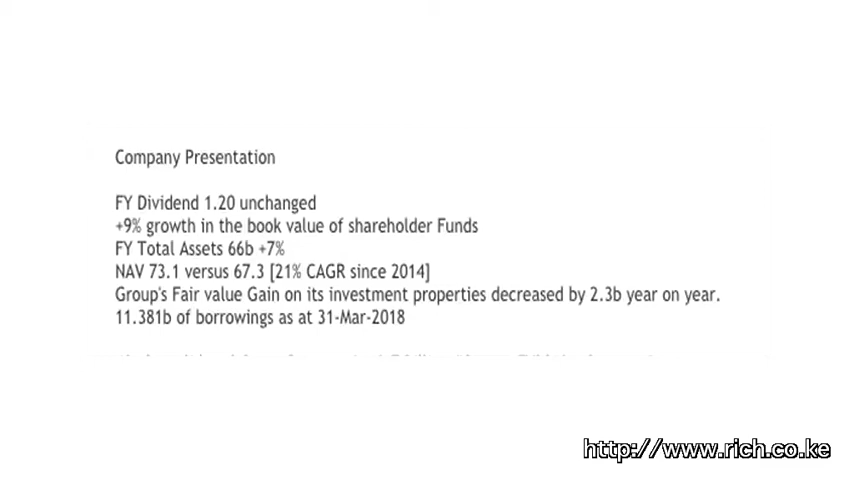 Company Presentation
FY Dividend 1.20 unchanged
+9% growth in the book value of shareholder Funds
FY Total Assets 66b +7%
NAV 73.1 versus 67.3 [21% CAGR since 2014]
Group's Fair value Gain on its investment properties decreased by 2.3b year on year.
11.381b of borrowings as at 31-Mar-2018
http://www.rich.co.ke